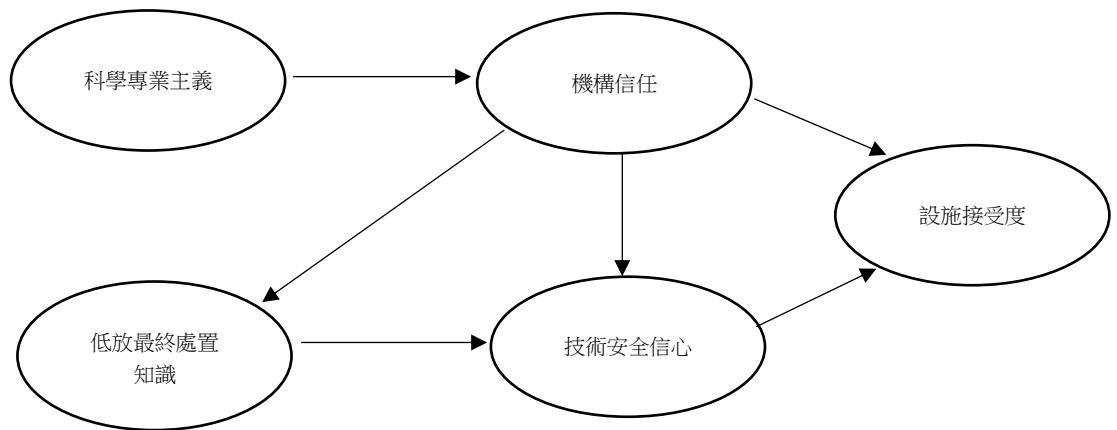 科學專業主義
機構信任
設施接受度
低放最終處置
知識
技術安全信心